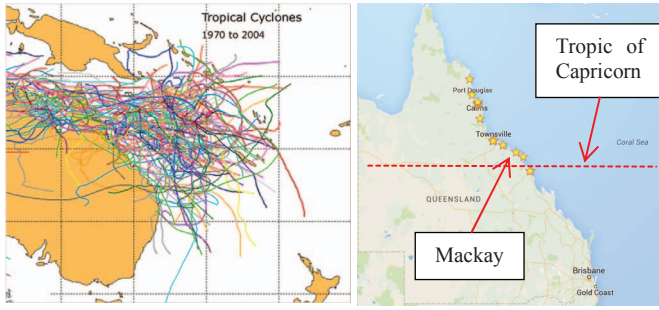 Tropical Cyclones
1970 to 2004
Tropic of
Capricorn
Port Douglas
Cairns
Townsville
Coral Sea
QUEENSLAND
Mackay
Brisbane
Gold Coast